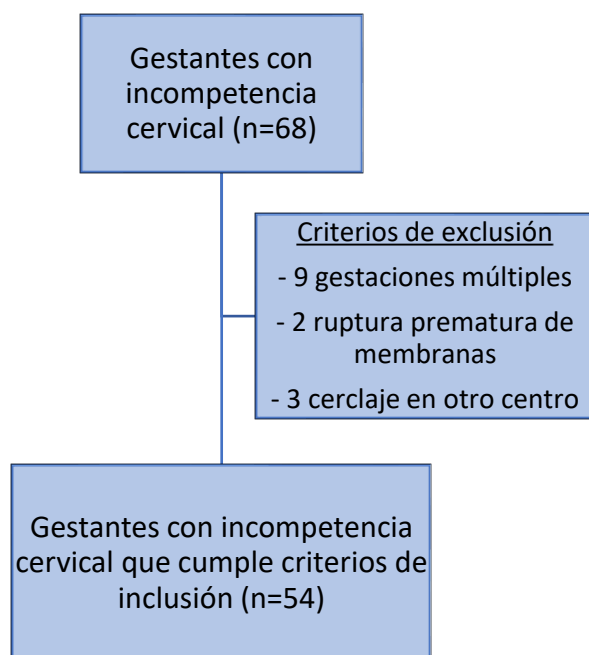 Gestantes con
incompetencia
cervical (n=68)
Criterios de exclusión
- 9 gestaciones múltiples
- 2 ruptura prematura de
membranas
- 3 cerclaje en otro centro
Gestantes con incompetencia
cervical que cumple criterios de
inclusión (n=54)